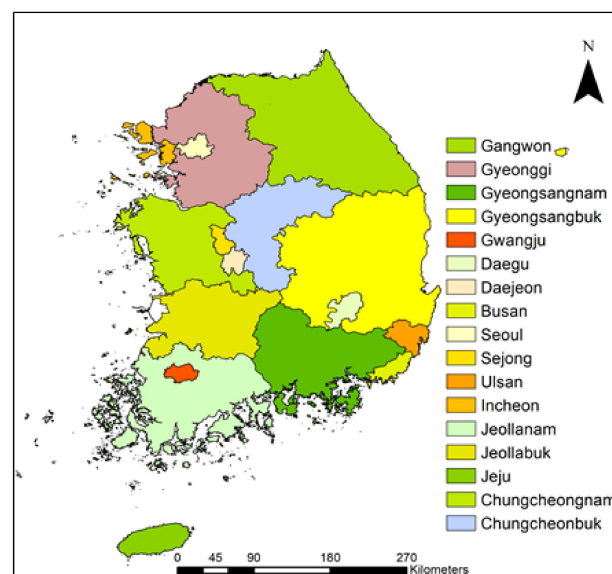 N
Gangwon
Gyeonggi
Gyeongsangnam
Gyeongsangbuk
Gwangju
Daegu
Daejeon
Busan
Seoul
Sejong
Ulsan
Incheon
Jeollanam
Jeollabuk
Jeju
Chungcheongnam
Chungcheonbuk
0 45 90 180 270
Kilometers